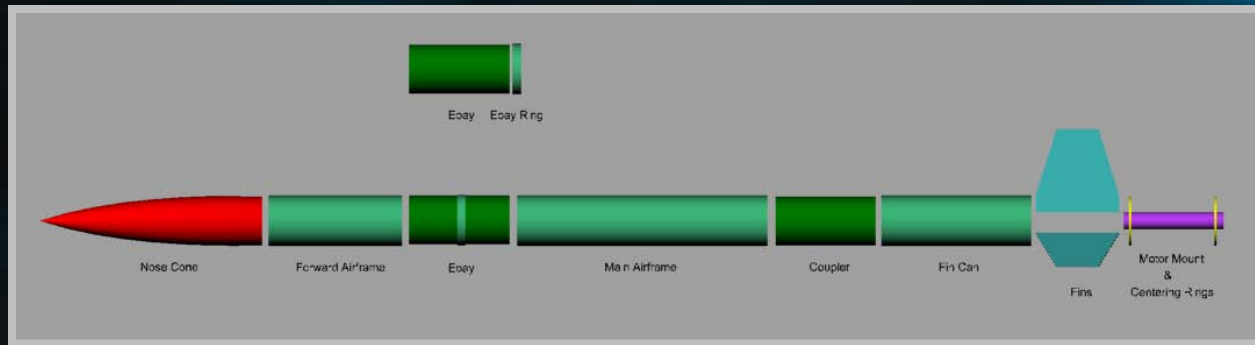 Ebay Ebay Ring
Nose Cone Forward Airframe Ebay Main Airframe Coupler Fin Can
Fins
Motor Mount
&
Centering Rings